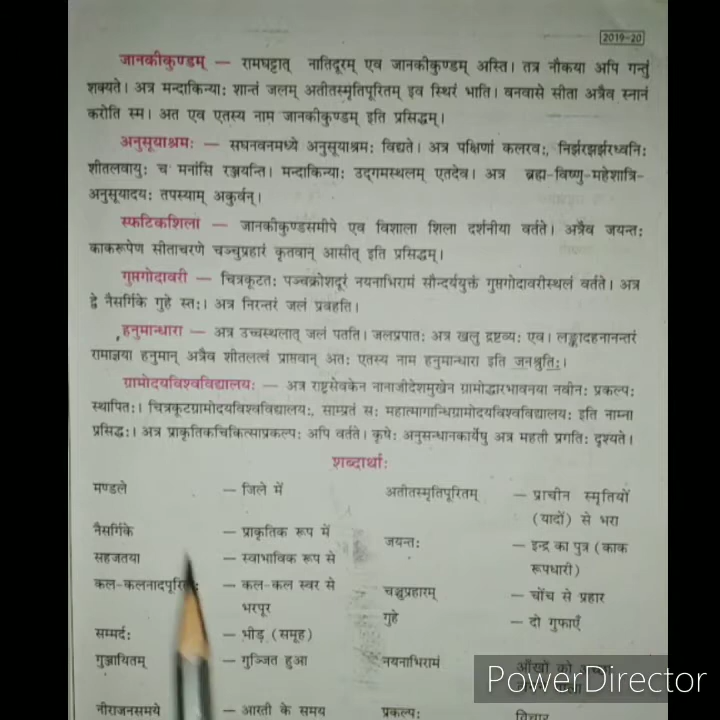 2019-20
जानकीकुण्डम् — रामघट्टात् नातिदूरम् एव जानकीकुण्डम् अस्ति। तत्र नौकया अपि गन्तुं
शक्यते। अत्र मन्दाकिन्याः शान्तं जलम् अतीतस्मृतिपूरितम् इव स्थिरं भाति। वनवासे सीता अत्रैव स्नानं
करोति स्म। अत एव एतस्य नाम जानकीकुण्डम् इति प्रसिद्धम्।
अनुसूयाश्रमः — सघनवनमध्ये अनुसूयाश्रमः विद्यते। अत्र पक्षिणां कलरवः, निर्झरझर्झरध्वनिः
शीतलवायुः च मनांसि रञ्जयन्ति। मन्दाकिन्याः उद्गमस्थलम् एतदेव। अत्र ब्रह्म-विष्णु-महेशात्रि-
अनुसूयादयः तपस्याम् अकुर्वन्।
स्फटिकशिला — जानकीकुण्डसमीपे एव विशाला शिला दर्शनीया वर्तते। अत्रैव जयन्तः
काकरूपेण सीताचरणे चञ्चुप्रहारं कृतवान् आसीत् इति प्रसिद्धम्।
गुप्तगोदावरी — चित्रकूटतः पञ्चक्रोशदूरं नयनाभिरामं सौन्दर्ययुक्तं गुप्तगोदावरीस्थलं वर्तते। अत्र
द्वे नैसर्गिके गुहे स्तः। अत्र निरन्तरं जलं प्रवहति।
हनुमान्धारा — अत्र उच्चस्थलात् जलं पतति। जलप्रपातः अत्र खलु द्रष्टव्यः एव। लङ्कादहनानन्तरं
रामाज्ञया हनुमान् अत्रैव शीतलत्वं प्राप्तवान् अतः एतस्य नाम हनुमान्धारा इति जनश्रुतिः।
ग्रामोदयविश्वविद्यालयः — अत्र राष्ट्रसेवकेन नानाजीदेशमुखेन ग्रामोद्धारभावनया नवीनः प्रकल्पः
स्थापितः। चित्रकूटग्रामोदयविश्वविद्यालयः, साम्प्रतं सः महात्मागान्धिग्रामोदयविश्वविद्यालयः इति नाम्ना
प्रसिद्धः। अत्र प्राकृतिकचिकित्साप्रकल्पः अपि वर्तते। कृषेः अनुसन्धानकार्येषु अत्र महती प्रगतिः दृश्यते।
शब्दार्थाः
मण्डले — जिले में
नैसर्गिके — प्राकृतिक रूप में
सहजतया — स्वाभाविक रूप से
कल-कलनादपूरितः — कल-कल स्वर से
भरपूर
सम्मर्दः — भीड़ (समूह)
गुञ्जायितम् — गुञ्जित हुआ
नीराजनसमये — आरती के समय
अतीतस्मृतिपूरितम् — प्राचीन स्मृतियों
(यादों) से भरा
जयन्तः — इन्द्र का पुत्र (काक
रूपधारी)
चञ्चुप्रहारम् — चोंच से प्रहार
गुहे — दो गुफाएँ
नयनाभिरामं आँखों को
प्रकल्पः विचार
PowerDirector